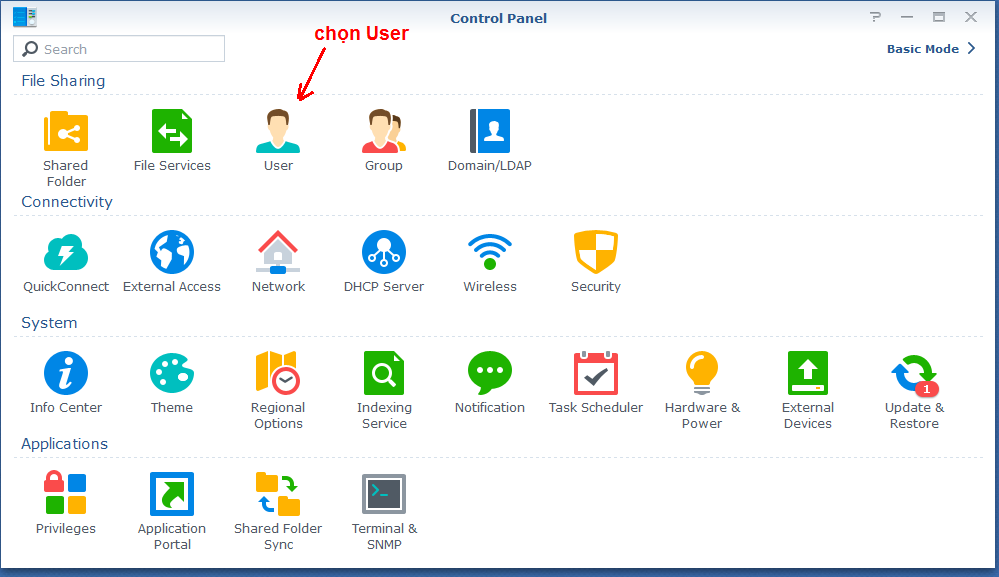 Control Panel
chọn User
Search
Basic Mode
File Sharing
Shared
Folder
File Services
User
Group
Domain/LDAP
Connectivity
QuickConnect
External Access
Network
DHCP Server
Wireless
Security
System
Info Center
Theme
Regional
Options
Indexing
Service
Notification
Task Scheduler
Hardware &
Power
External
Devices
1
Update &
Restore
Applications
Privileges
Application
Portal
Shared Folder
Sync
Terminal &
SNMP